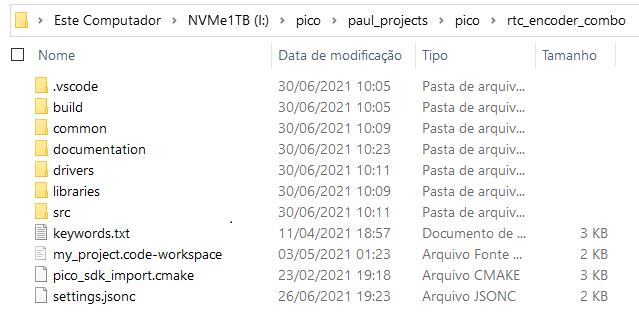 Este Computador > NVMe1TB (I:) > pico > paul_projects > pico > rtc_encoder_combo
Nome Data de modificação Tipo Tamanho
.vscode 30/06/2021 10:05 Pasta de arquiv...
build 30/06/2021 10:05 Pasta de arquiv...
common 30/06/2021 10:09 Pasta de arquiv...
documentation 30/06/2021 10:23 Pasta de arquiv...
drivers 30/06/2021 10:11 Pasta de arquiv...
libraries 30/06/2021 10:09 Pasta de arquiv...
src 30/06/2021 10:11 Pasta de arquiv...
keywords.txt 11/04/2021 18:57 Documento de ... 3 KB
my_project.code-workspace 03/05/2021 01:23 Arquivo Fonte ... 2 KB
pico_sdk_import.cmake 23/02/2021 19:18 Arquivo CMAKE 3 KB
settings.jsonc 26/06/2021 19:23 Arquivo JSONC 2 KB